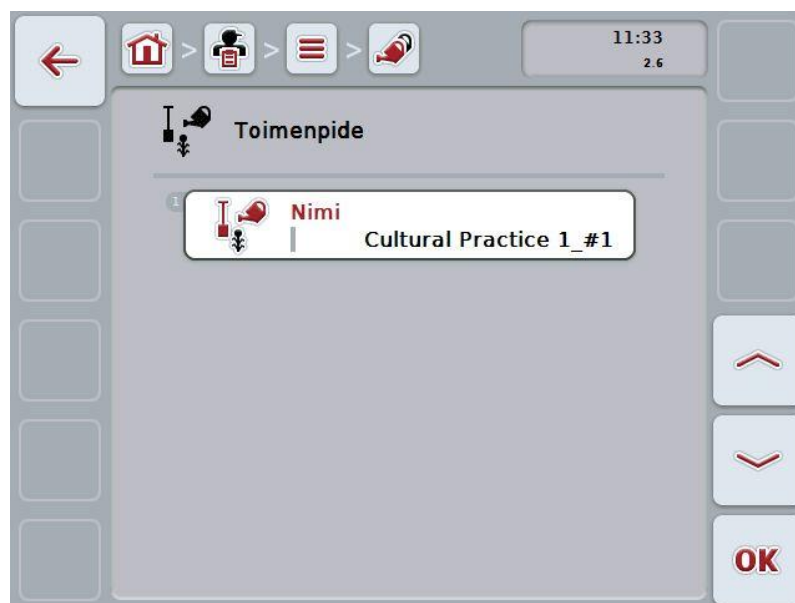 11:33
2.6
Toimenpide
1
Nimi
Cultural Practice 1_#1
OK